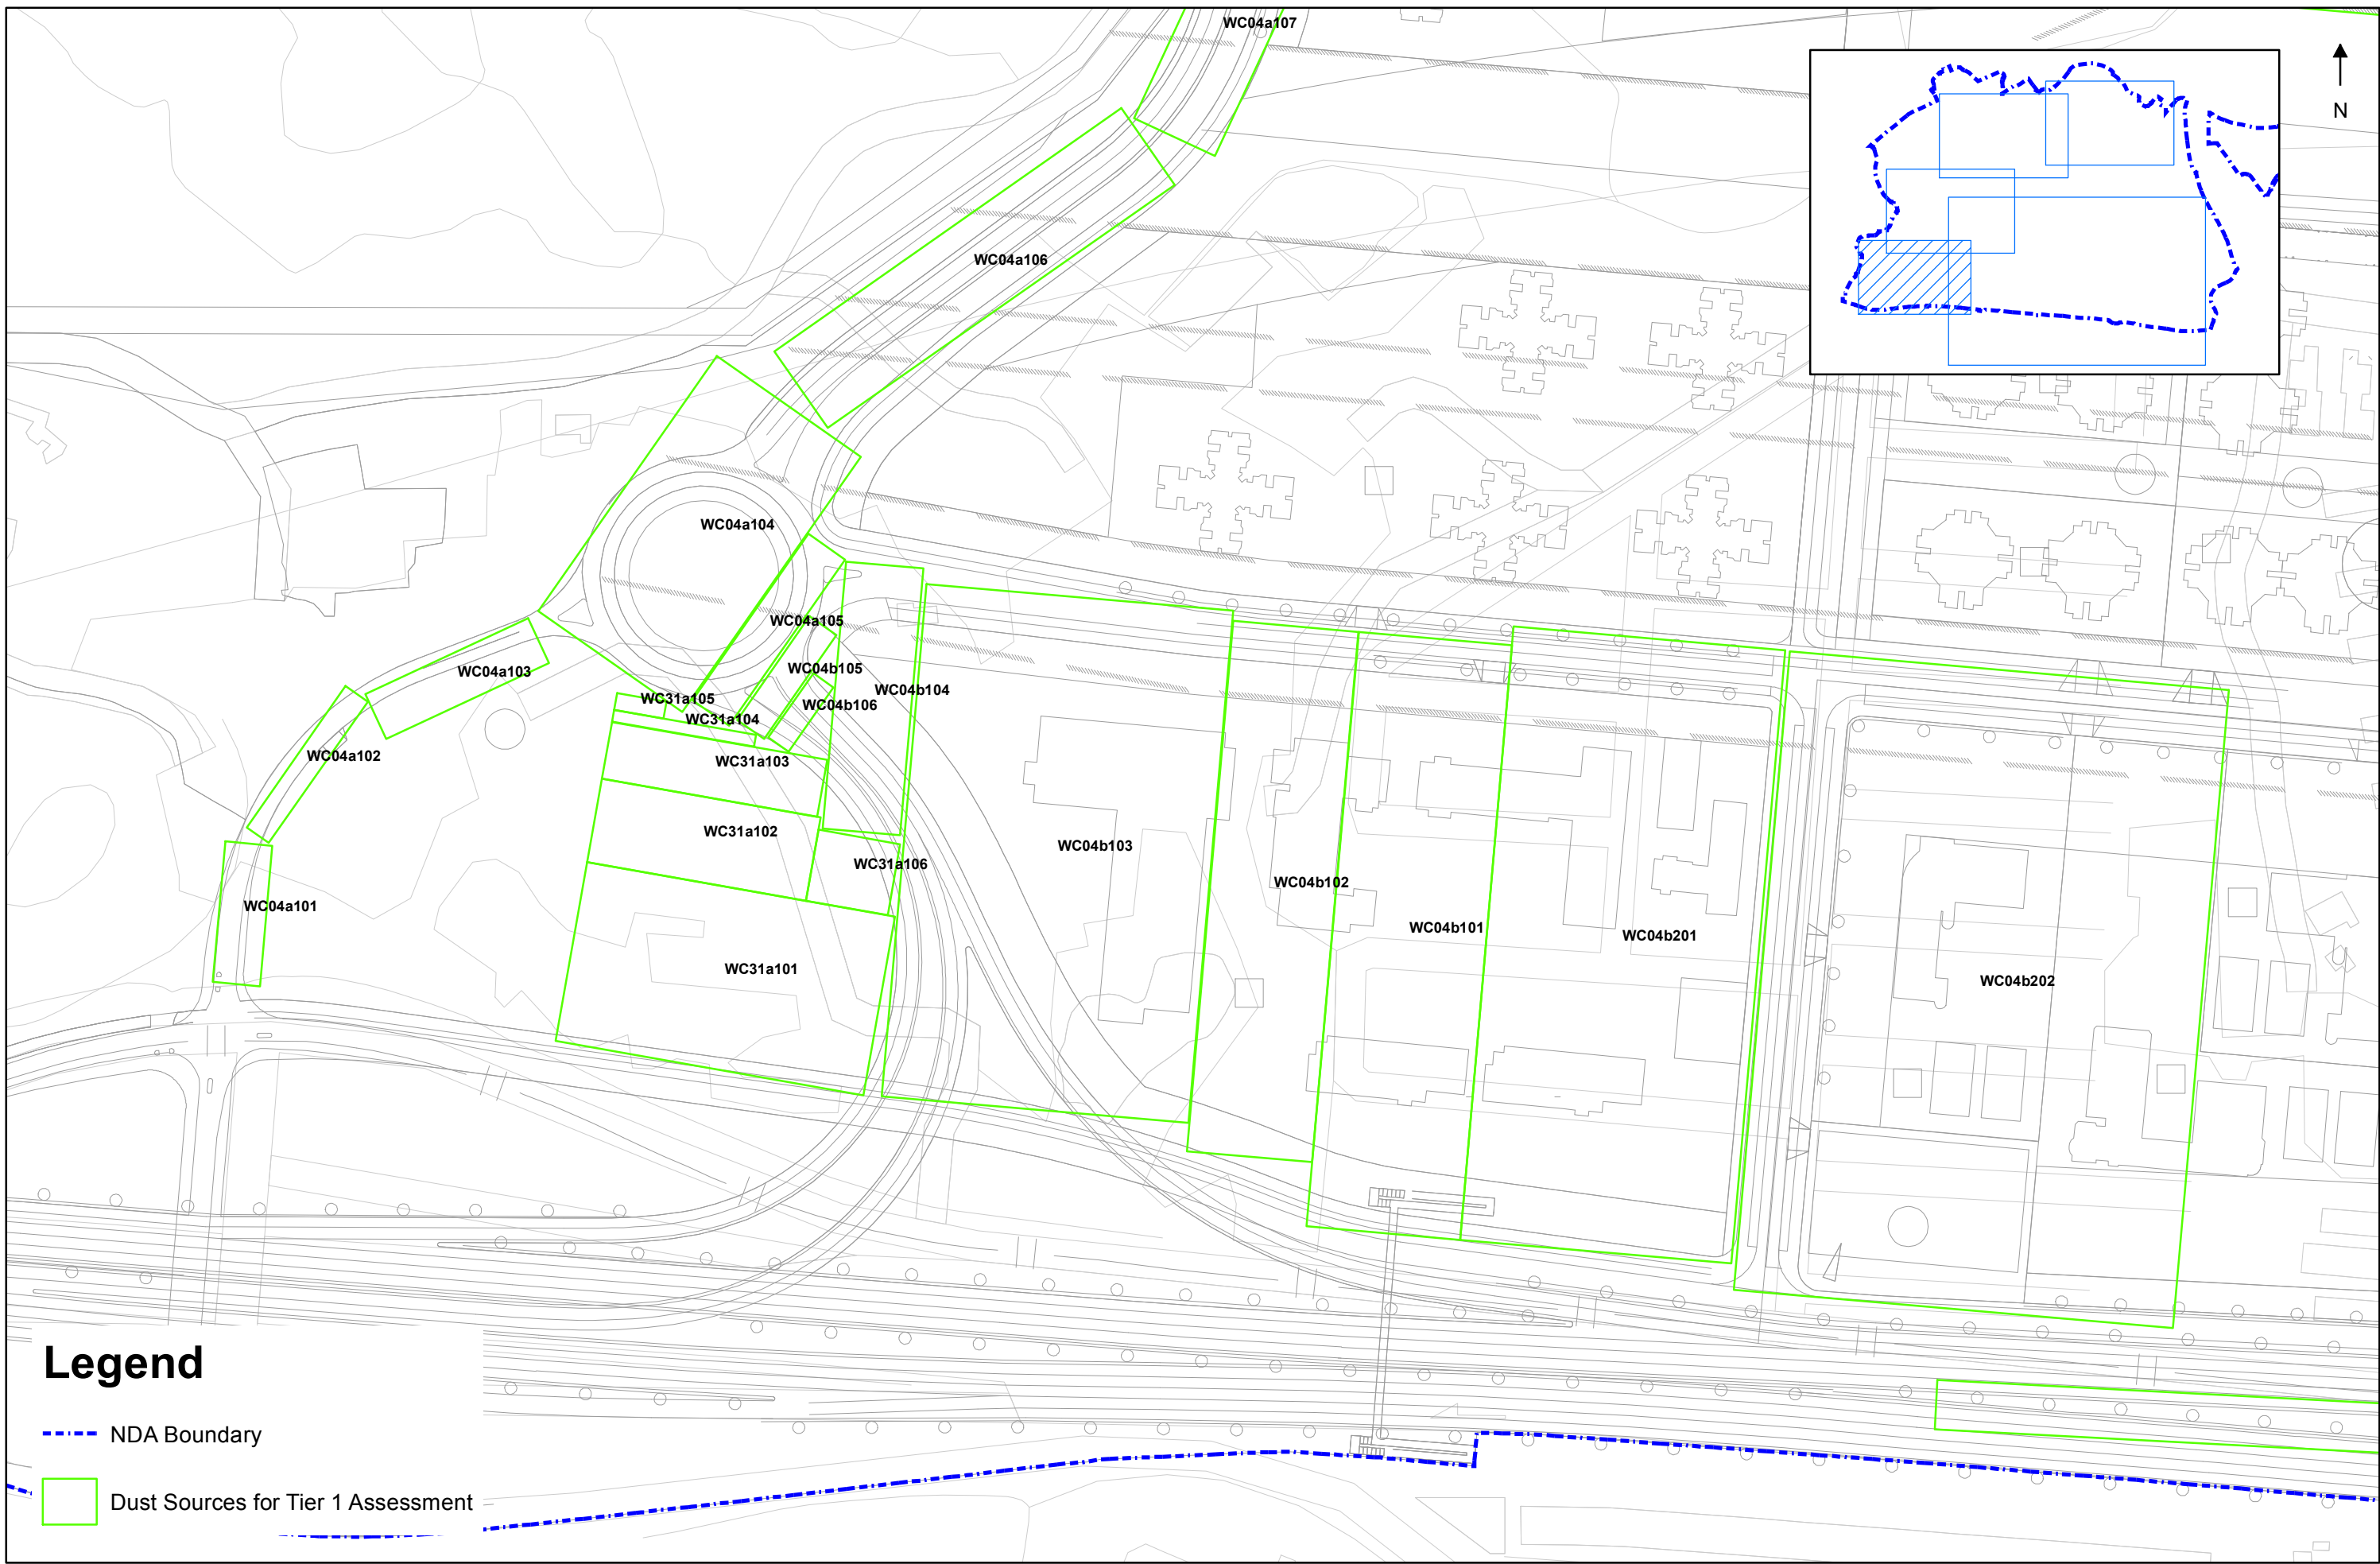 WC04a107
N
WC04a106
WC04a104
WC04a105
WC04a103
WC04b105
WC04b104
WC31a105
WC04b106
WC31a104
WC04a102
WC31a103
WC31a102
WC04b103
WC31a106
WC04b102
WC04a101
WC04b101
WC04b201
WC31a101
WC04b202
Legend
NDA Boundary
Dust Sources for Tier 1 Assessment